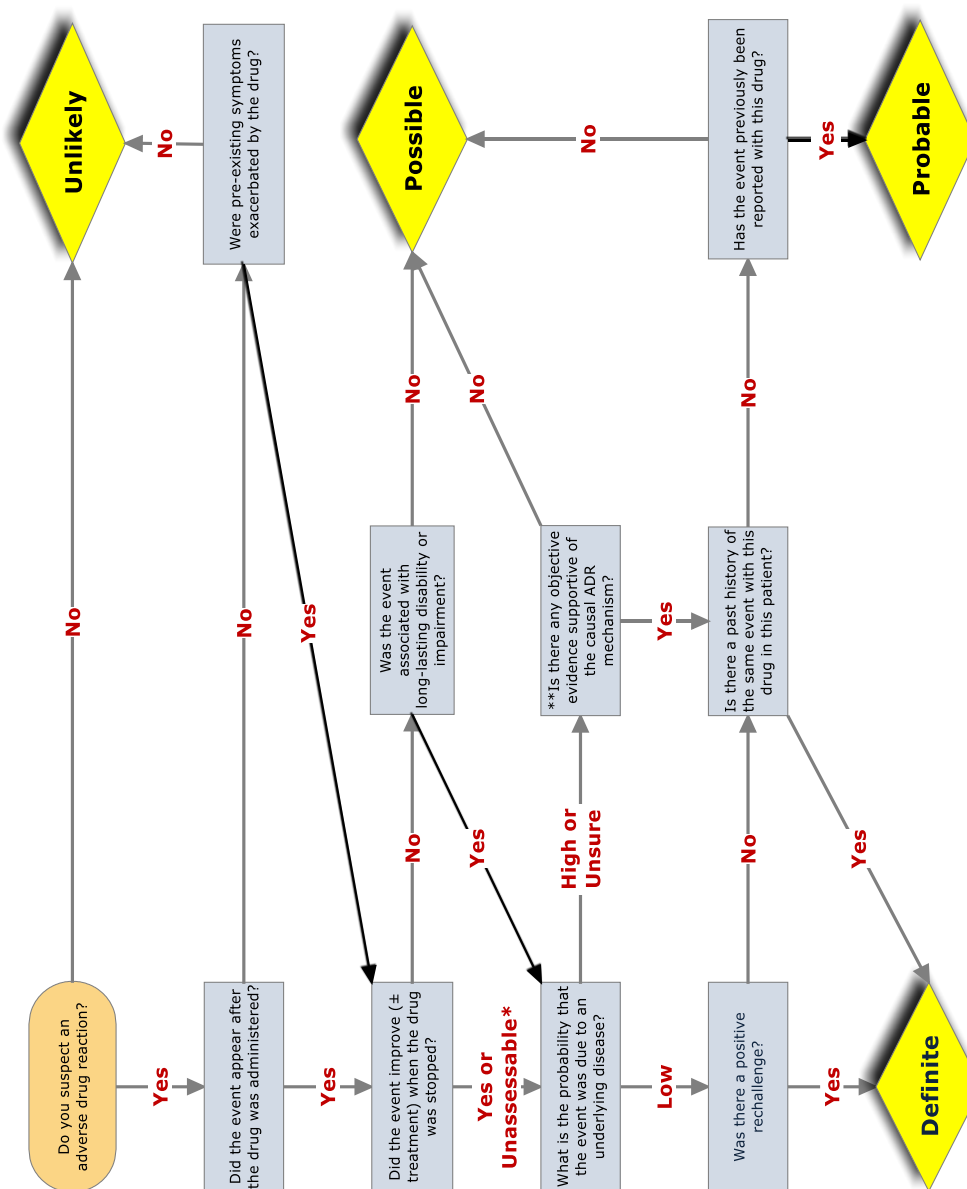 Do you suspect an
adverse drug reaction?
No
Unlikely
Yes
Did the event appear after
the drug was administered?
No
Were pre-existing symptoms
exacerbated by the drug?
No
Yes
Yes
Did the event improve (±
treatment) when the drug
was stopped?
No
Was the event
associated with
long-lasting disability or
impairment?
No
Possible
Yes or
Unassessable*
Yes
No
What is the probability that
the event was due to an
underlying disease?
High or
Unsure
**Is there any objective
evidence supportive of
the causal ADR
mechanism?
No
Low
Yes
Was there a positive
rechallenge?
No
Is there a past history of
the same event with this
drug in this patient?
No
Has the event previously been
reported with this drug?
Yes
Yes
Yes
Definite
Probable